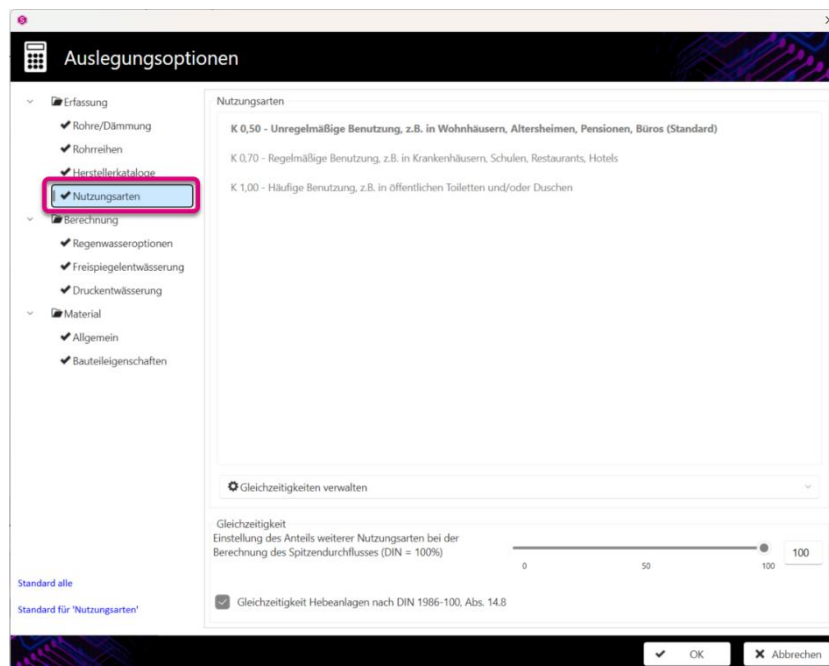 Auslegungsoptionen
Erfassung
Rohre/Dämmung
Rohrreihen
Herstellerkataloge
Nutzungsarten
Berechnung
Regenwasseroptionen
Freispiegelentwässerung
Druckentwässerung
Material
Allgemein
Bauteileigenschaften
Standard alle
Standard für 'Nutzungsarten'
Nutzungsarten
K 0,50 - Unregelmäßige Benutzung, z.B. in Wohnhäusern, Altersheimen, Pensionen, Büros (Standard)
K 0,70 - Regelmäßige Benutzung, z.B. in Krankenhäusern, Schulen, Restaurants, Hotels
K 1,00 - Häufige Benutzung, z.B. in öffentlichen Toiletten und/oder Duschen
Gleichzeitigkeiten verwalten
Gleichzeitigkeit
Einstellung des Anteils weiterer Nutzungsarten bei der
Berechnung des Spitzendurchflusses (DIN = 100%)
0 50 100
100
Gleichzeitigkeit Hebeanlagen nach DIN 1986-100, Abs. 14.8
OK Abbrechen